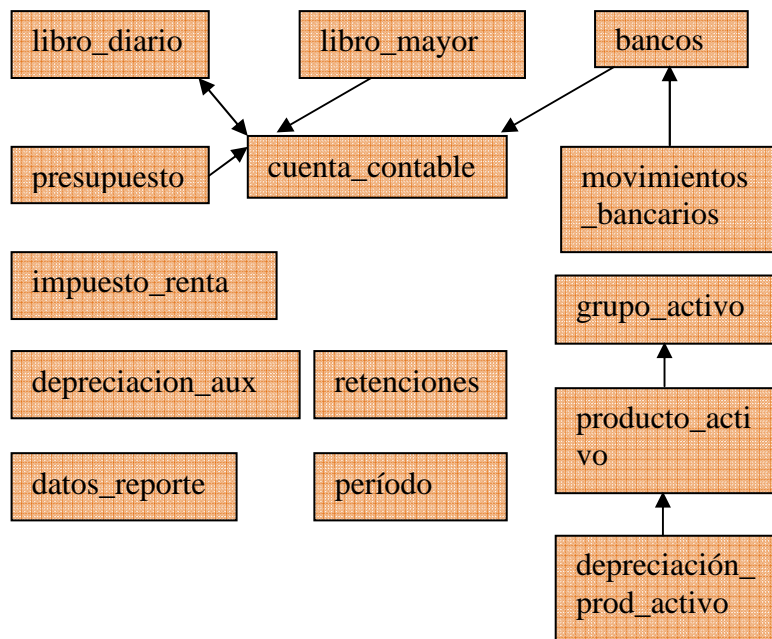 libro_diario
libro_mayor
bancos
presupuesto
cuenta_contable
movimientos
_bancarios
impuesto_renta
grupo_activo
depreciacion_aux
retenciones
producto_acti
vo
datos_reporte
período
depreciación_
prod_activo